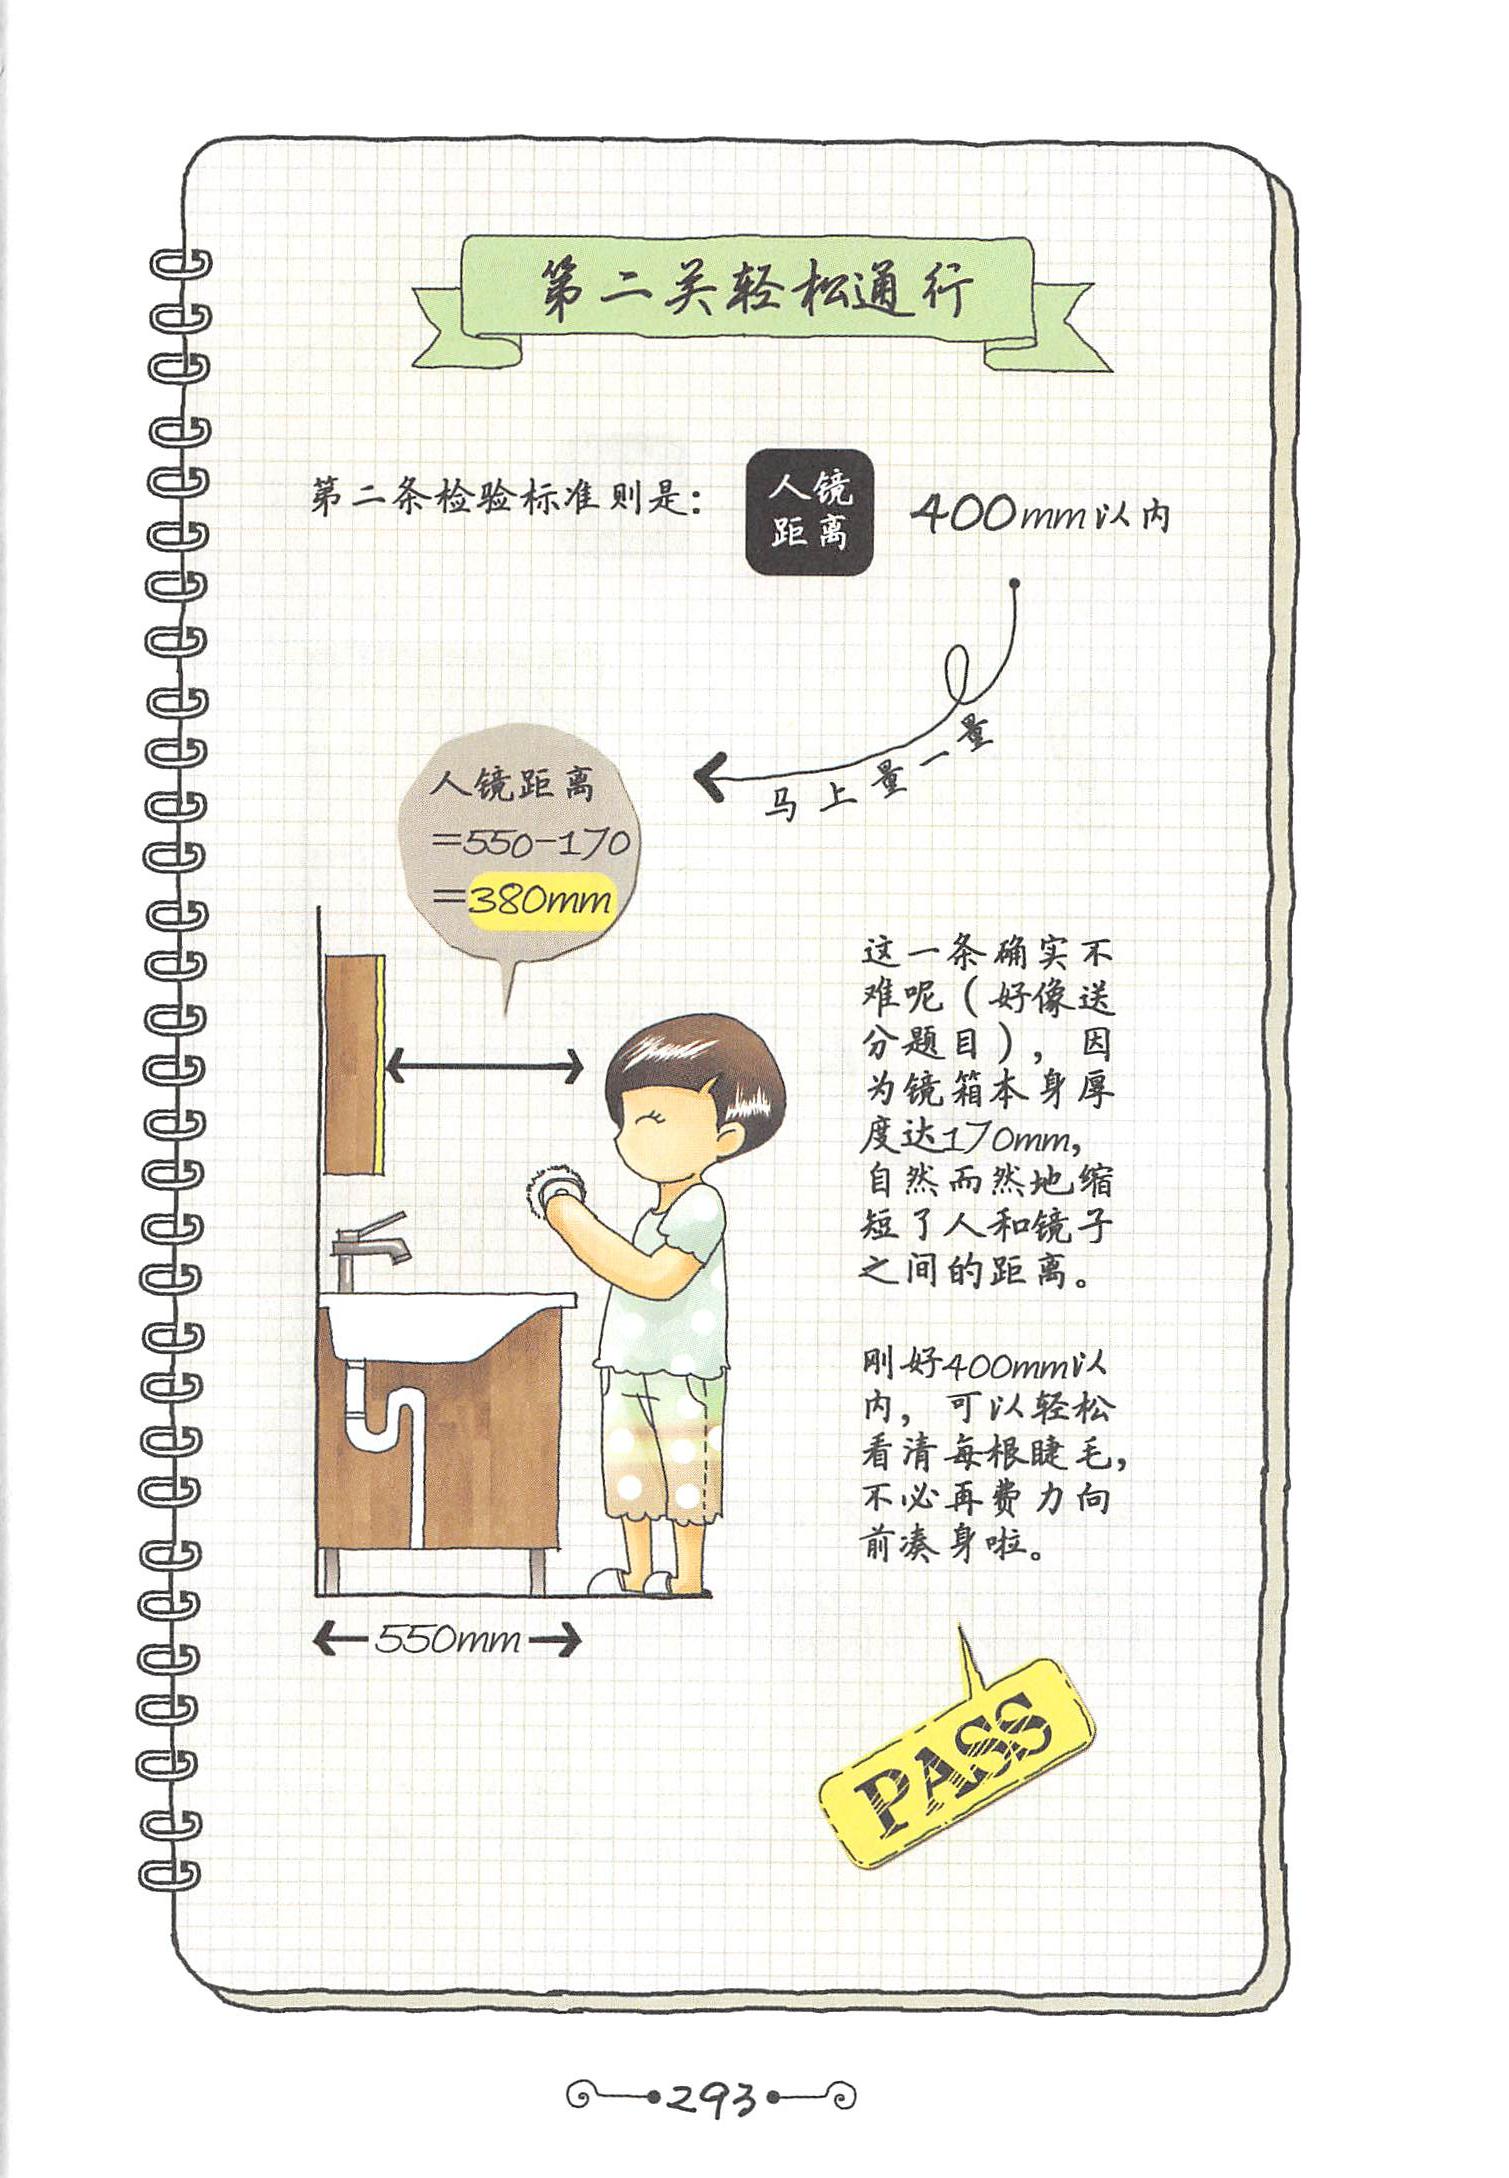 第二关轻松通行
第二条检验标准则是：
人镜
距离
400mm以内
马上量一量
人镜距离
=550-170
=380mm
这一条确实不
难呢（好像送
分题目），因
为镜箱本身厚
度达170mm，
自然而然地缩
短了人和镜子
之间的距离。
刚好400mm以
内，可以轻松
看清每根睫毛，
不必再费力向
前凑身啦。
550mm
PASS
293